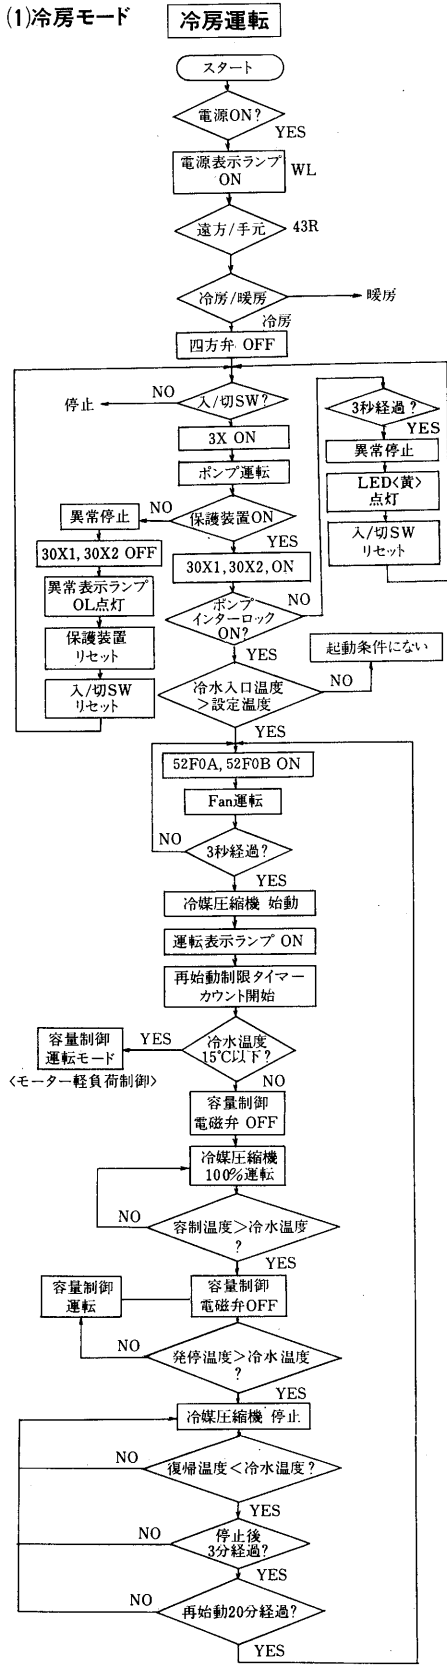 (1)冷房モード
冷房運転
スタート
電源ON?
YES
電源表示ランプ
ON
WL
遠方/手元
43R
冷房/暖房
暖房
冷房
四方弁 OFF
入/切SW?
NO
停止
3X ON
ポンプ運転
保護装置ON
NO
YES
異常停止
30X1, 30X2 OFF
異常表示ランプ
OL点灯
保護装置
リセット
入/切SW
リセット
30X1, 30X2, ON
ポンプ
インターロック
ON?
NO
YES
3秒経過?
YES
異常停止
LED<黄>
点灯
入/切SW
リセット
冷水入口温度
>設定温度
NO
起動条件にない
YES
52F0A, 52F0B ON
Fan運転
3秒経過?
NO
YES
冷媒圧縮機 始動
運転表示ランプ ON
再始動制限タイマー
カウント開始
冷水温度
15℃以下?
YES
容量制御
運転モード
<モーター軽負荷制御>
NO
容量制御
電磁弁 OFF
冷媒圧縮機
100%運転
容制温度>冷水温度
?
NO
YES
容量制御
電磁弁OFF
容量制御
運転
発停温度>冷水温度
?
NO
YES
冷媒圧縮機 停止
復帰温度<冷水温度?
NO
YES
停止後
3分経過?
NO
YES
再始動20分経過?
NO
YES